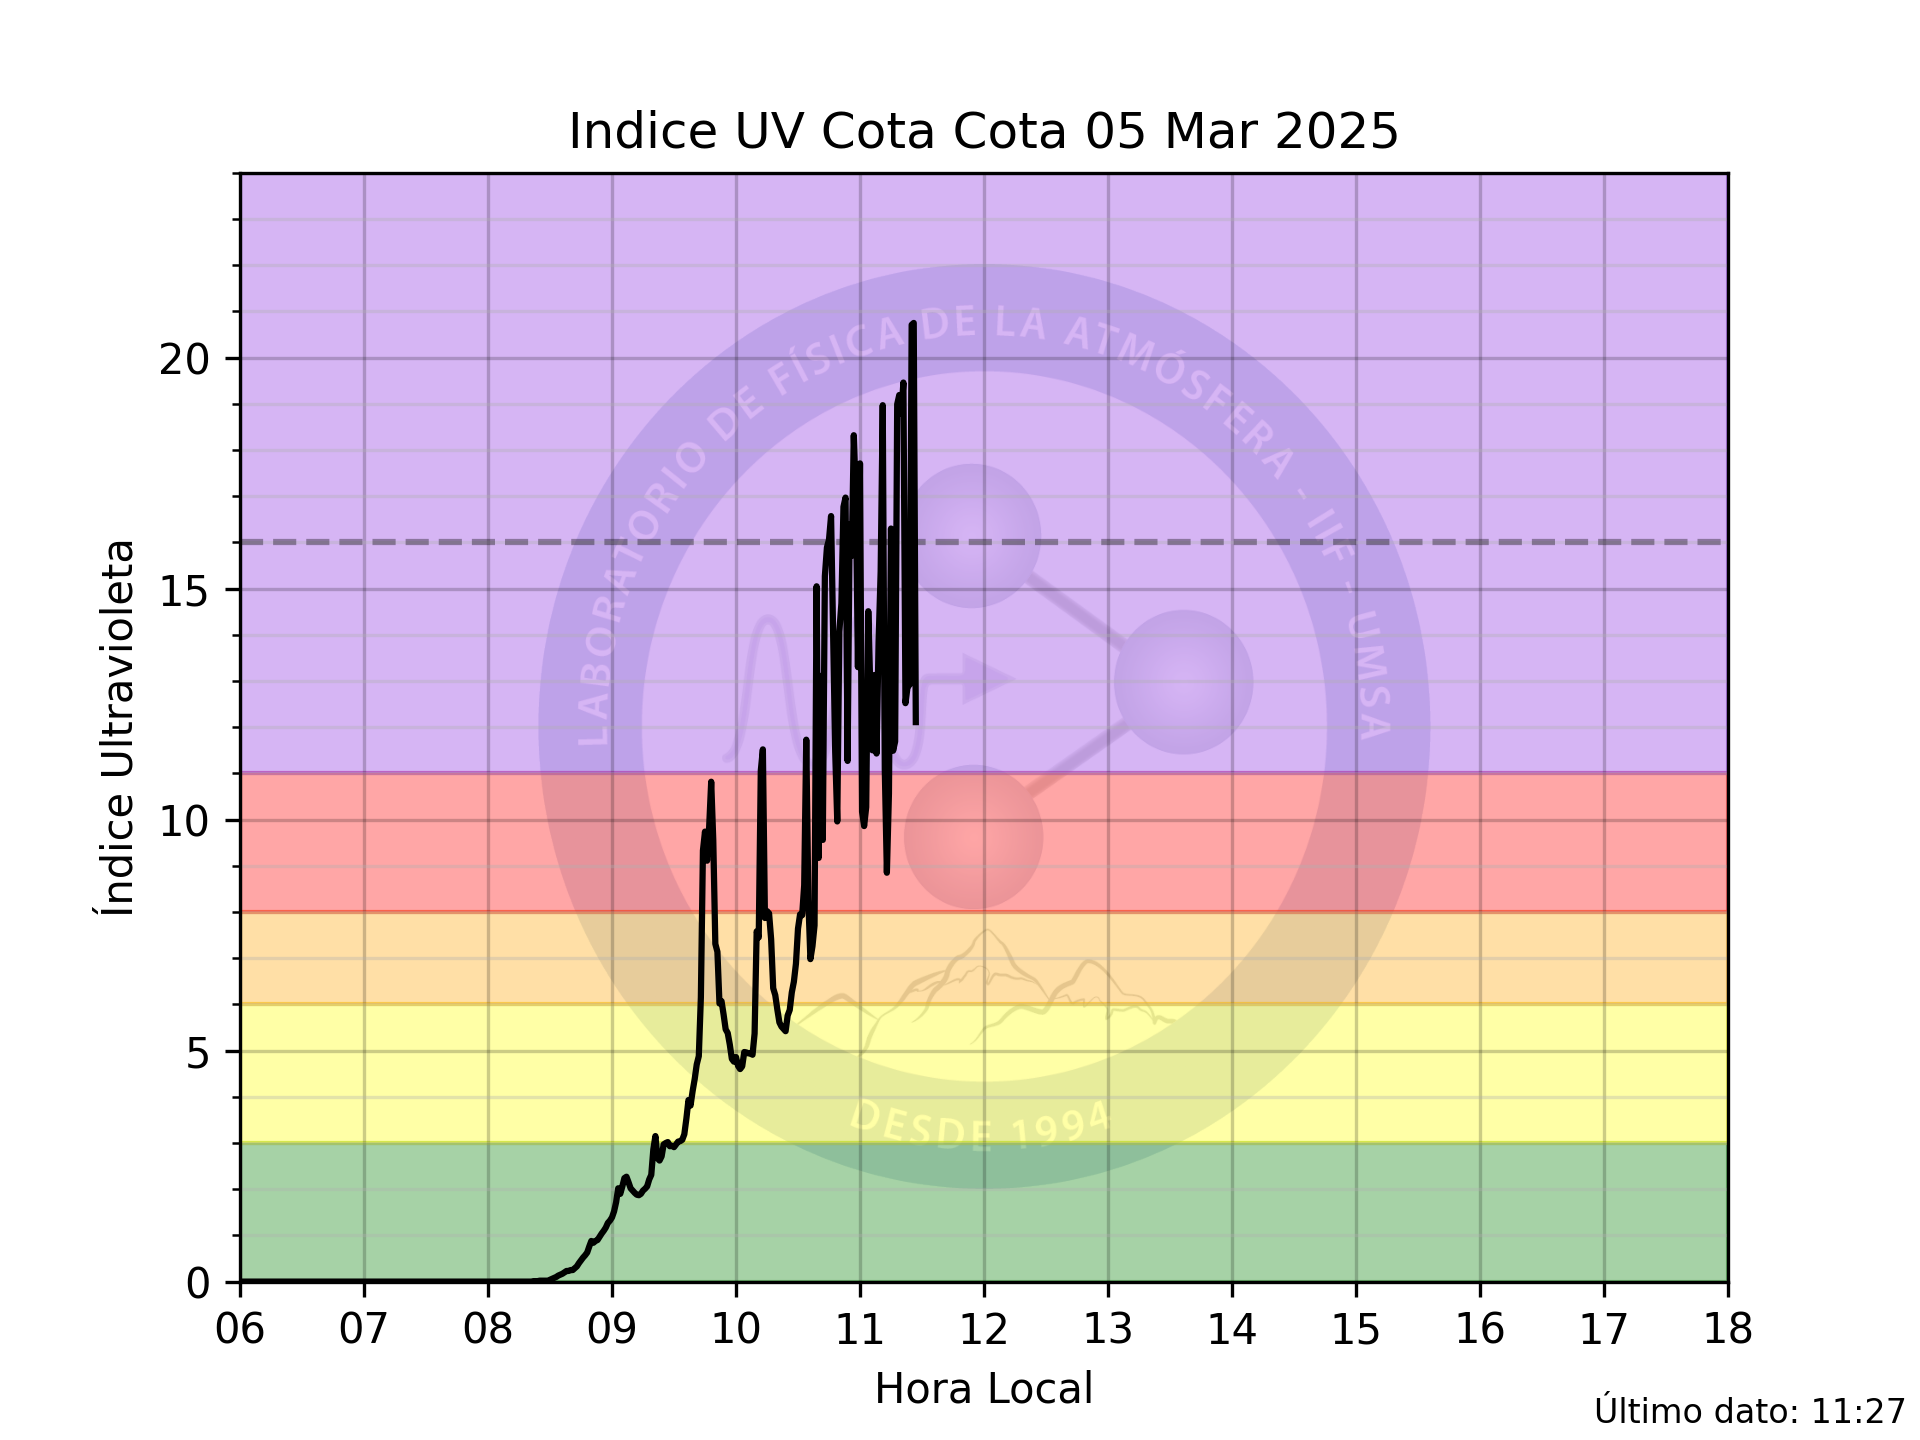 Indice UV Cota Cota 05 Mar 2025
LABORATORIO DE FÍSICA DE LA ATMÓSFERA - IIF - UMSA
DESDE 1994
Índice Ultravioleta
20
15
10
5
0
06 07 08 09 10 11 12 13 14 15 16 17 18
Hora Local
Último dato: 11:27